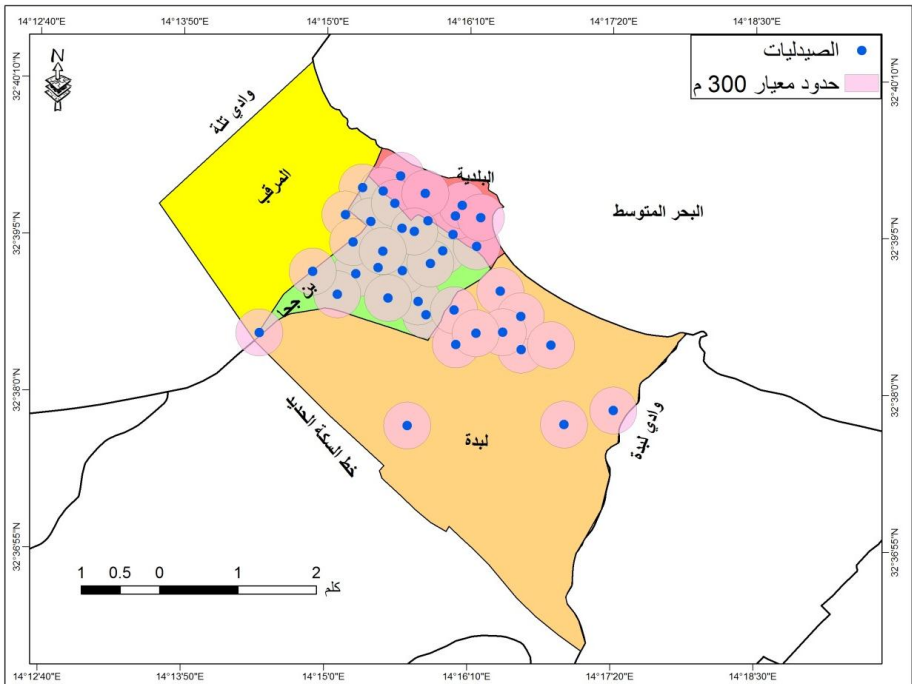 14°12'40"E 14°13'50"E 14°15'0"E 14°16'10"E 14°17'20"E 14°18'30"E
N
الصيدليات
حدود معيار 300 م
32°40'10"N 32°40'10"N
وادي تلة
المرقب
البلدية
البحر المتوسط
32°39'5"N 32°39'5"N
بن جحا
32°38'0"N 32°38'0"N
خط السكة الحديد
لبدة
وادي لبدة
32°36'55"N 32°36'55"N
1 0.5 0 1 2
كلم
14°12'40"E 14°13'50"E 14°15'0"E 14°16'10"E 14°17'20"E 14°18'30"E